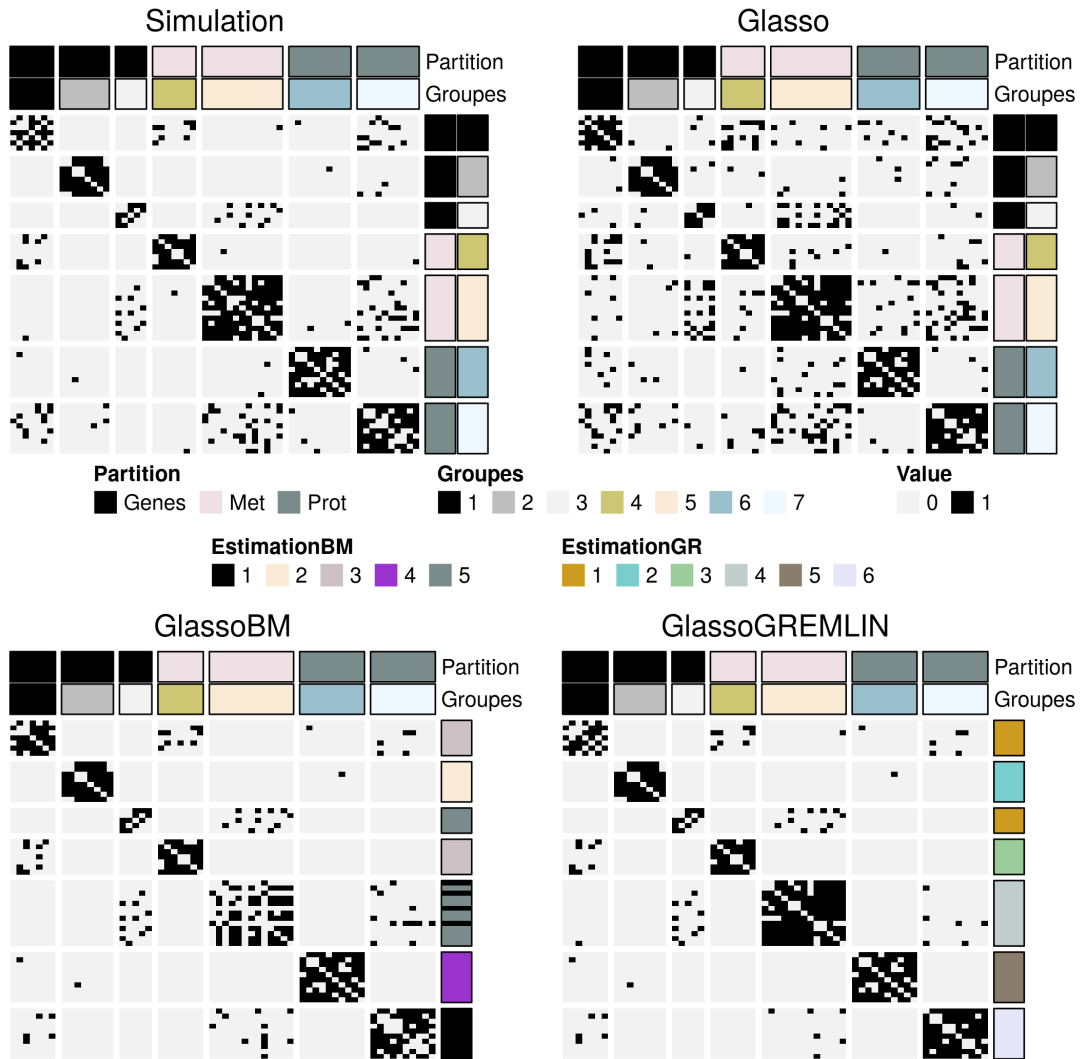 Simulation
Glasso
Partition
Groupes
Partition
Groupes
Partition
Genes Met Prot
Groupes
1 2 3 4 5 6 7
Value
0 1
EstimationBM
1 2 3 4 5
EstimationGR
1 2 3 4 5 6
GlassoBM
GlassoGREMLIN
Partition
Groupes
Partition
Groupes